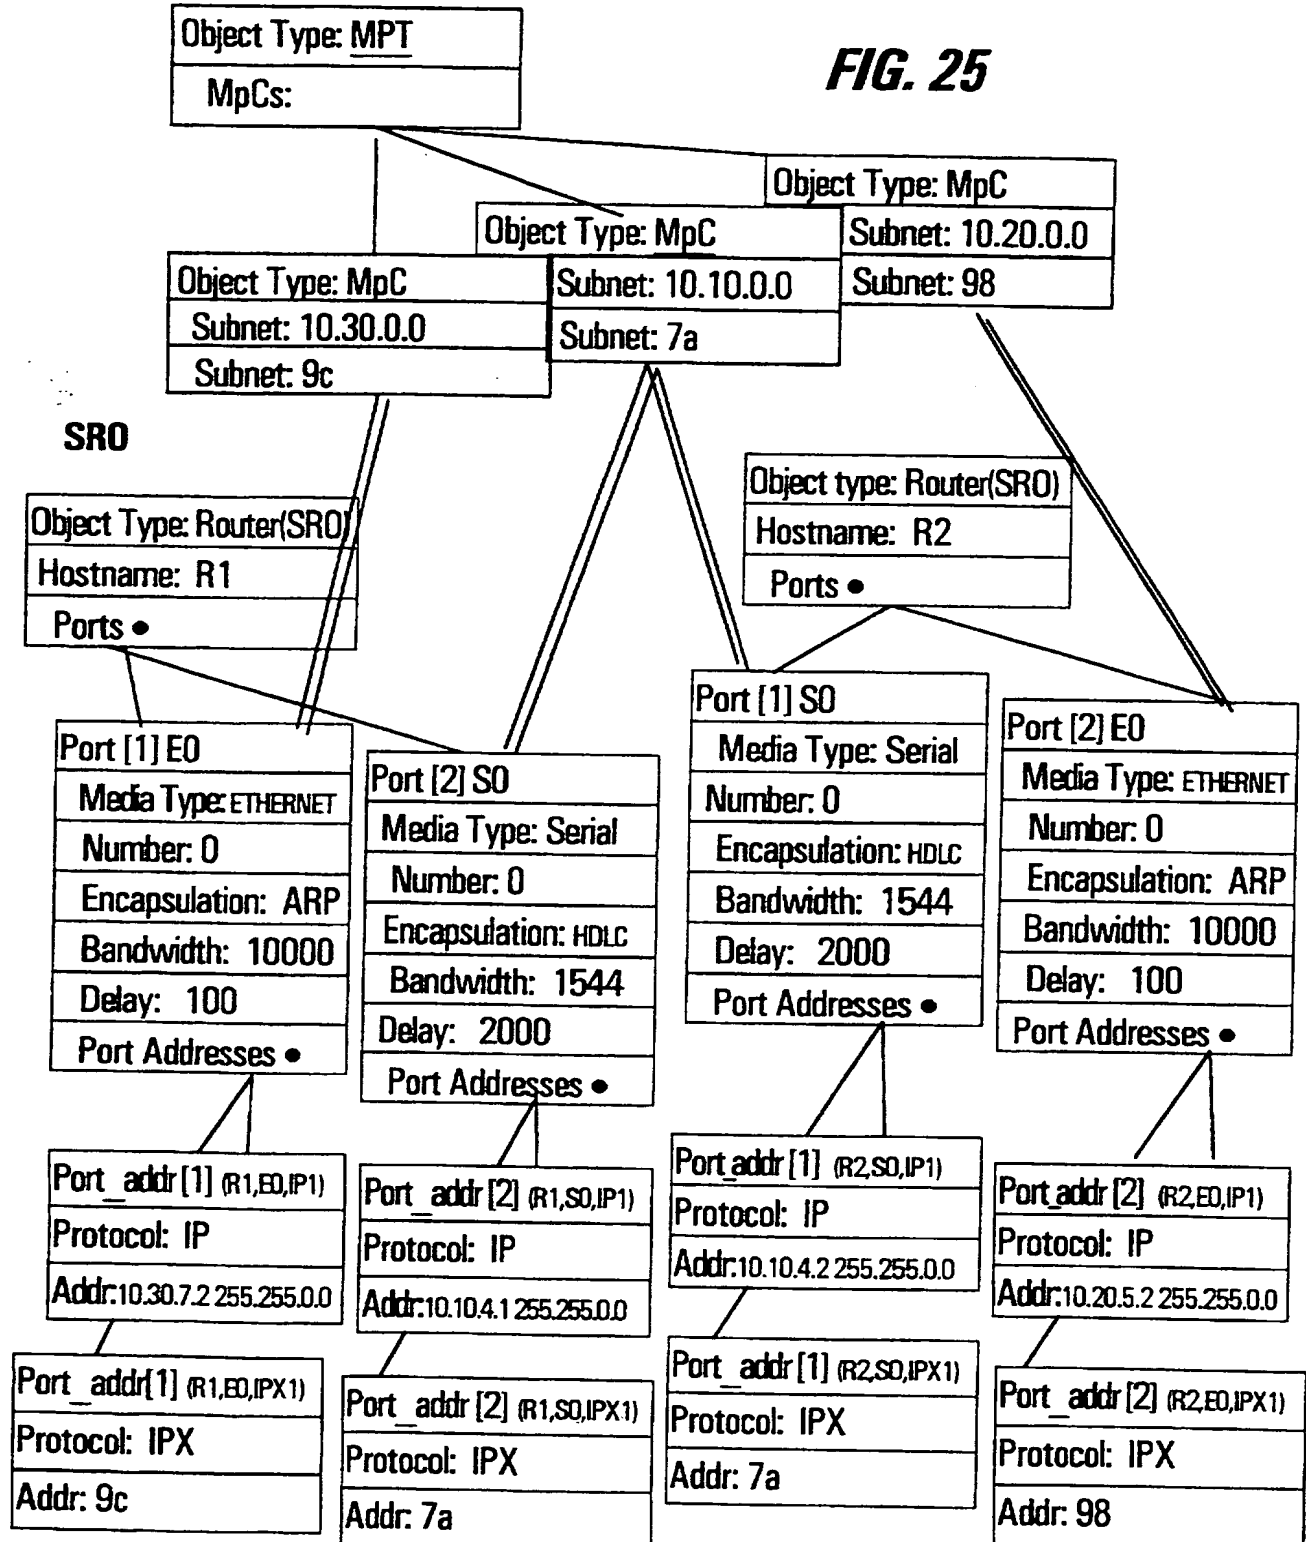 Object Type: MPT
MpCs:
FIG. 25
Object Type: MpC
Subnet: 10.20.0.0
Subnet: 98
Object Type: MpC
Subnet: 10.10.0.0
Subnet: 7a
Object Type: MpC
Subnet: 10.30.0.0
Subnet: 9c
SRO
Object Type: Router(SRO)
Hostname: R1
Ports •
Object type: Router(SRO)
Hostname: R2
Ports •
Port [1] E0
Media Type: ETHERNET
Number: 0
Encapsulation: ARP
Bandwidth: 10000
Delay: 100
Port Addresses •
Port [2] S0
Media Type: Serial
Number: 0
Encapsulation: HDLC
Bandwidth: 1544
Delay: 2000
Port Addresses •
Port [1] S0
Media Type: Serial
Number: 0
Encapsulation: HDLC
Bandwidth: 1544
Delay: 2000
Port Addresses •
Port [2] E0
Media Type: ETHERNET
Number: 0
Encapsulation: ARP
Bandwidth: 10000
Delay: 100
Port Addresses •
Port_addr [1] (R1,E0,IP1)
Protocol: IP
Addr:10.30.7.2 255.255.0.0
Port_addr [2] (R1,S0,IP1)
Protocol: IP
Addr:10.10.4.1 255.255.0.0
Port_addr [1] (R2,S0,IP1)
Protocol: IP
Addr:10.10.4.2 255.255.0.0
Port_addr [2] (R2,E0,IP1)
Protocol: IP
Addr:10.20.5.2 255.255.0.0
Port_addr[1] (R1,E0,IPX1)
Protocol: IPX
Addr: 9c
Port_addr [2] (R1,S0,IPX1)
Protocol: IPX
Addr: 7a
Port_addr [1] (R2,S0,IPX1)
Protocol: IPX
Addr: 7a
Port_addr [2] (R2,E0,IPX1)
Protocol: IPX
Addr: 98